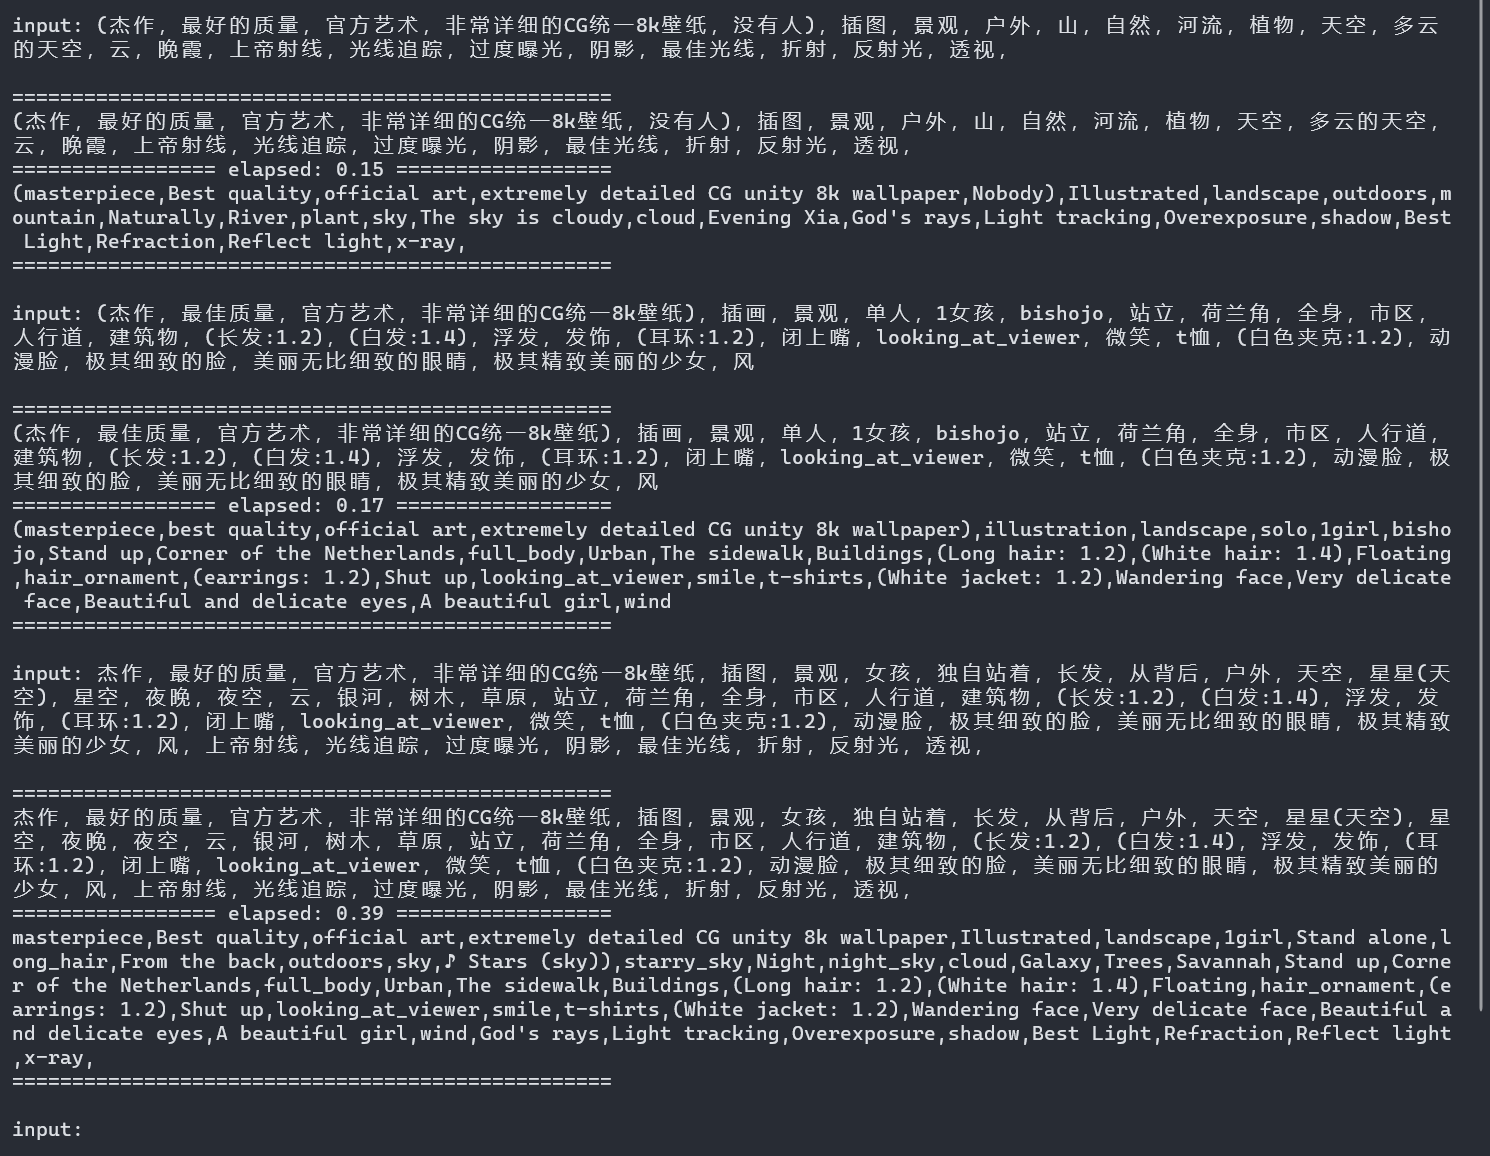 input: (杰作, 最好的质量, 官方艺术, 非常详细的CG统一8k壁纸, 没有人), 插图, 景观, 户外, 山, 自然, 河流, 植物, 天空, 多云
的天空, 云, 晚霞, 上帝射线, 光线追踪, 过度曝光, 阴影, 最佳光线, 折射, 反射光, 透视,
==================================================
(杰作, 最好的质量, 官方艺术, 非常详细的CG统一8k壁纸, 没有人), 插图, 景观, 户外, 山, 自然, 河流, 植物, 天空, 多云的天空,
云, 晚霞, 上帝射线, 光线追踪, 过度曝光, 阴影, 最佳光线, 折射, 反射光, 透视,
================= elapsed: 0.15 ==================
(masterpiece,Best quality,official art,extremely detailed CG unity 8k wallpaper,Nobody),Illustrated,landscape,outdoors,m
ountain,Naturally,River,plant,sky,The sky is cloudy,cloud,Evening Xia,God's rays,Light tracking,Overexposure,shadow,Best
 Light,Refraction,Reflect light,x-ray,
==================================================
input: (杰作, 最佳质量, 官方艺术, 非常详细的CG统一8k壁纸), 插画, 景观, 单人, 1女孩, bishojo, 站立, 荷兰角, 全身, 市区,
人行道, 建筑物, (长发:1.2), (白发:1.4), 浮发, 发饰, (耳环:1.2), 闭上嘴, looking_at_viewer, 微笑, t恤, (白色夹克:1.2), 动
漫脸, 极其细致的脸, 美丽无比细致的眼睛, 极其精致美丽的少女, 风
==================================================
(杰作, 最佳质量, 官方艺术, 非常详细的CG统一8k壁纸), 插画, 景观, 单人, 1女孩, bishojo, 站立, 荷兰角, 全身, 市区, 人行道,
建筑物, (长发:1.2), (白发:1.4), 浮发, 发饰, (耳环:1.2), 闭上嘴, looking_at_viewer, 微笑, t恤, (白色夹克:1.2), 动漫脸, 极
其细致的脸, 美丽无比细致的眼睛, 极其精致美丽的少女, 风
================= elapsed: 0.17 ==================
(masterpiece,best quality,official art,extremely detailed CG unity 8k wallpaper),illustration,landscape,solo,1girl,bisho
jo,Stand up,Corner of the Netherlands,full_body,Urban,The sidewalk,Buildings,(Long hair: 1.2),(White hair: 1.4),Floating
,hair_ornament,(earrings: 1.2),Shut up,looking_at_viewer,smile,t-shirts,(White jacket: 1.2),Wandering face,Very delicate
 face,Beautiful and delicate eyes,A beautiful girl,wind
==================================================
input: 杰作, 最好的质量, 官方艺术, 非常详细的CG统一8k壁纸, 插图, 景观, 女孩, 独自站着, 长发, 从背后, 户外, 天空, 星星(天
空), 星空, 夜晚, 夜空, 云, 银河, 树木, 草原, 站立, 荷兰角, 全身, 市区, 人行道, 建筑物, (长发:1.2), (白发:1.4), 浮发, 发
饰, (耳环:1.2), 闭上嘴, looking_at_viewer, 微笑, t恤, (白色夹克:1.2), 动漫脸, 极其细致的脸, 美丽无比细致的眼睛, 极其精致
美丽的少女, 风, 上帝射线, 光线追踪, 过度曝光, 阴影, 最佳光线, 折射, 反射光, 透视,
==================================================
杰作, 最好的质量, 官方艺术, 非常详细的CG统一8k壁纸, 插图, 景观, 女孩, 独自站着, 长发, 从背后, 户外, 天空, 星星(天空), 星
空, 夜晚, 夜空, 云, 银河, 树木, 草原, 站立, 荷兰角, 全身, 市区, 人行道, 建筑物, (长发:1.2), (白发:1.4), 浮发, 发饰, (耳
环:1.2), 闭上嘴, looking_at_viewer, 微笑, t恤, (白色夹克:1.2), 动漫脸, 极其细致的脸, 美丽无比细致的眼睛, 极其精致美丽的
少女, 风, 上帝射线, 光线追踪, 过度曝光, 阴影, 最佳光线, 折射, 反射光, 透视,
================= elapsed: 0.39 ==================
masterpiece,Best quality,official art,extremely detailed CG unity 8k wallpaper,Illustrated,landscape,1girl,Stand alone,l
ong_hair,From the back,outdoors,sky,♪ Stars (sky)),starry_sky,Night,night_sky,cloud,Galaxy,Trees,Savannah,Stand up,Corne
r of the Netherlands,full_body,Urban,The sidewalk,Buildings,(Long hair: 1.2),(White hair: 1.4),Floating,hair_ornament,(e
arrings: 1.2),Shut up,looking_at_viewer,smile,t-shirts,(White jacket: 1.2),Wandering face,Very delicate face,Beautiful a
nd delicate eyes,A beautiful girl,wind,God's rays,Light tracking,Overexposure,shadow,Best Light,Refraction,Reflect light
,x-ray,
==================================================
input: